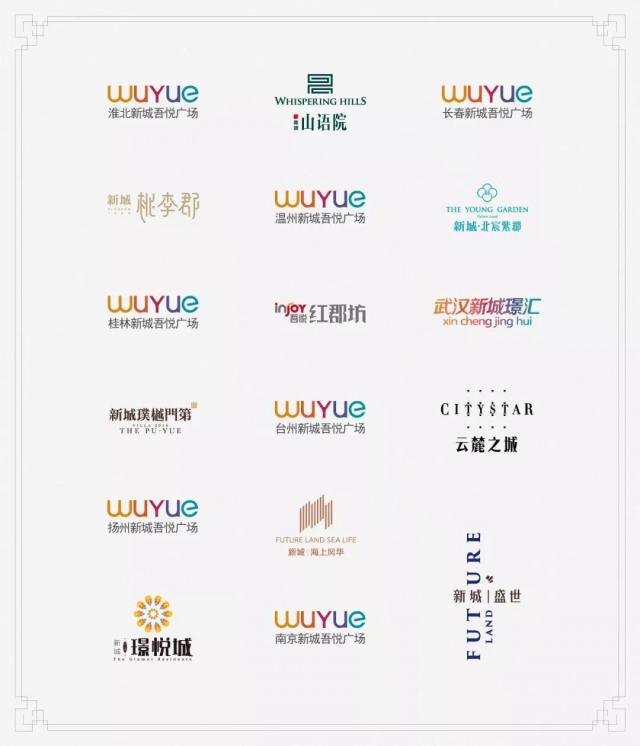 wuyue
淮北新城吾悦广场
WHISPERING HILLS
山语院
wuyue
长春新城吾悦广场
新城
桃李郡
wuyue
温州新城吾悦广场
THE YOUNG GARDEN
Future Land
新城·北宸紫郡
wuyue
桂林新城吾悦广场
injoy
吾悦
红郡坊
武汉新城璟汇
xin cheng jing hui
新城璞樾門第
VILLA 2018
THE PU·YUE
wuyue
台州新城吾悦广场
CITYSTAR
云麓之城
wuyue
扬州新城吾悦广场
FUTURE LAND SEA LIFE
新城|海上风华
FUTURE
LAND
新城|盛世
新城
璟悦城
The Glamor Residence
wuyue
南京新城吾悦广场